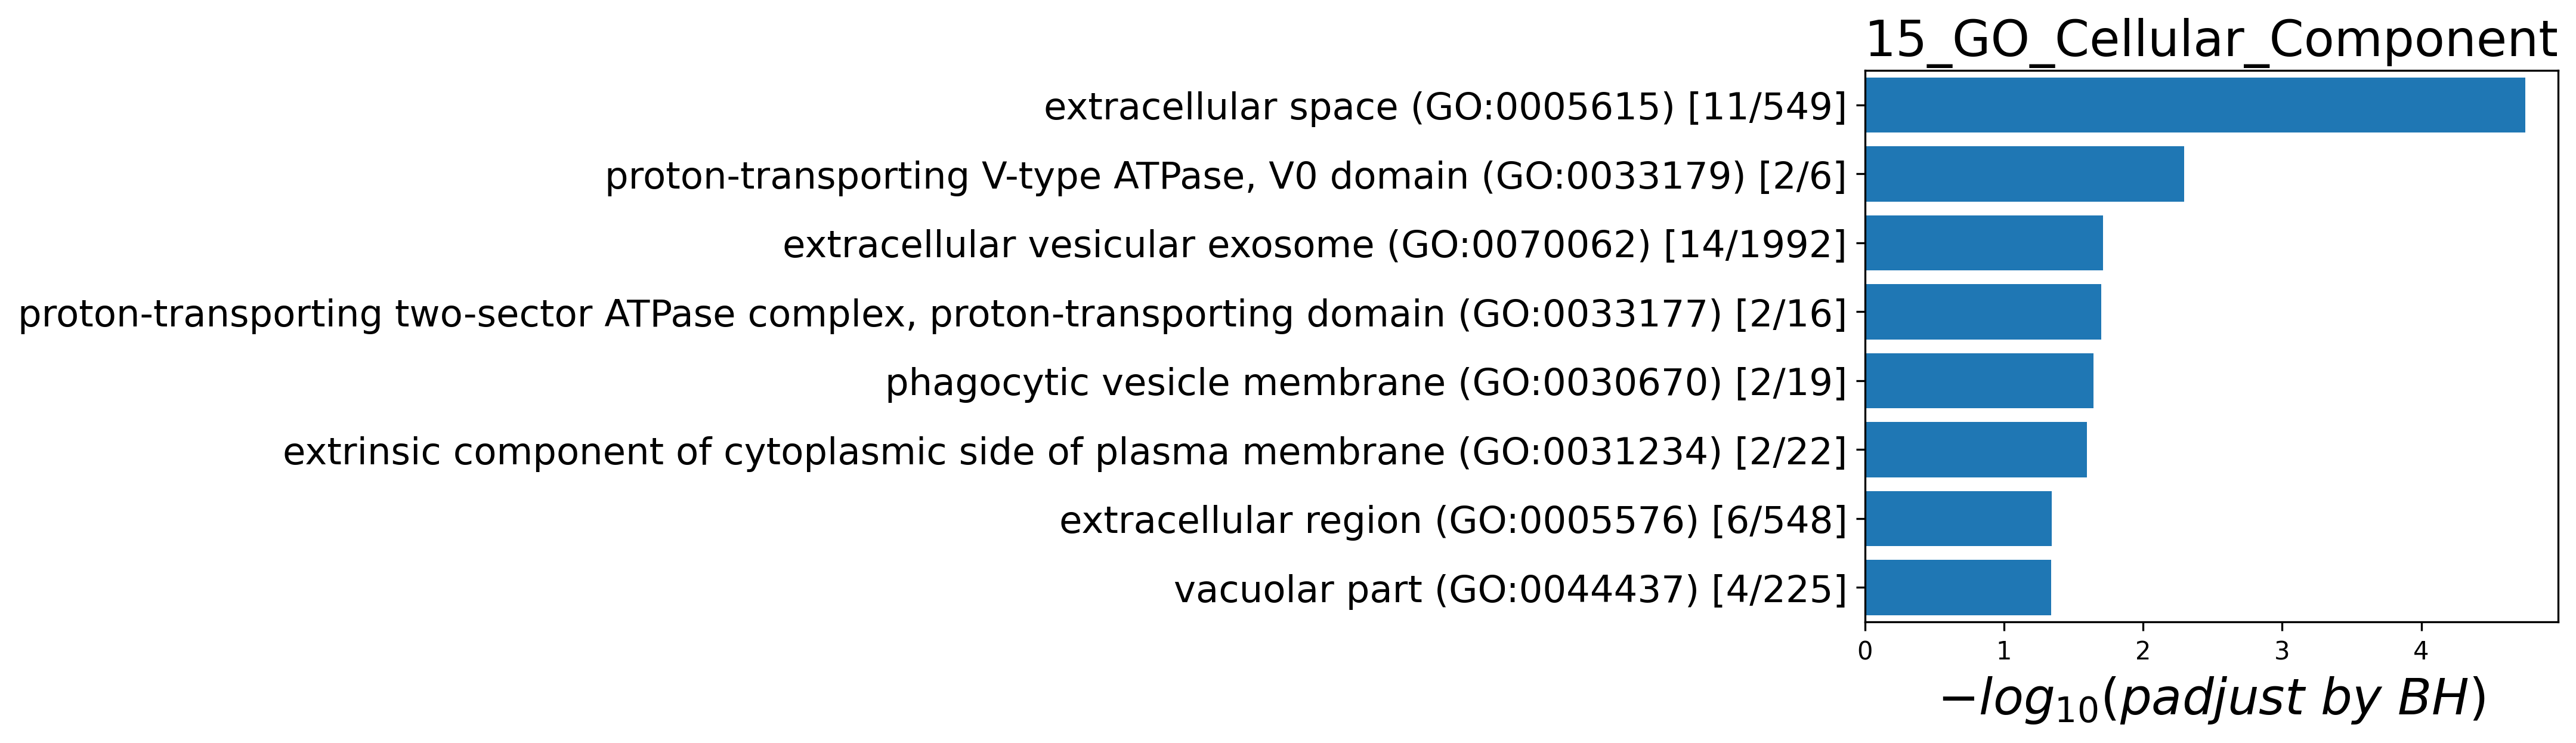 15_GO_Cellular_Component
extracellular space (GO:0005615) [11/549]
proton-transporting V-type ATPase, V0 domain (GO:0033179) [2/6]
extracellular vesicular exosome (GO:0070062) [14/1992]
proton-transporting two-sector ATPase complex, proton-transporting domain (GO:0033177) [2/16]
phagocytic vesicle membrane (GO:0030670) [2/19]
extrinsic component of cytoplasmic side of plasma membrane (GO:0031234) [2/22]
extracellular region (GO:0005576) [6/548]
vacuolar part (GO:0044437) [4/225]
0 1 2 3 4
−log₁₀(padjust by BH)